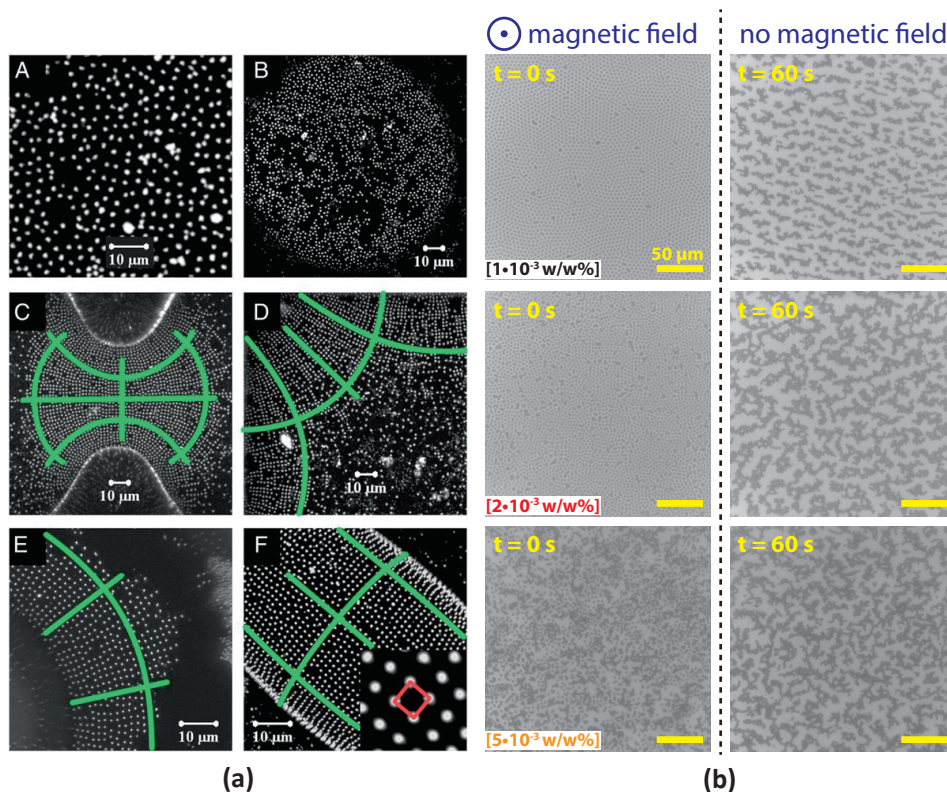 magnetic field
no magnetic field
A
10 µm
B
10 µm
t = 0 s
50 µm
[1•10⁻³ w/w%]
t = 60 s
C
10 µm
D
10 µm
t = 0 s
[2•10⁻³ w/w%]
t = 60 s
E
10 µm
F
10 µm
t = 0 s
[5•10⁻³ w/w%]
t = 60 s
(a)
(b)